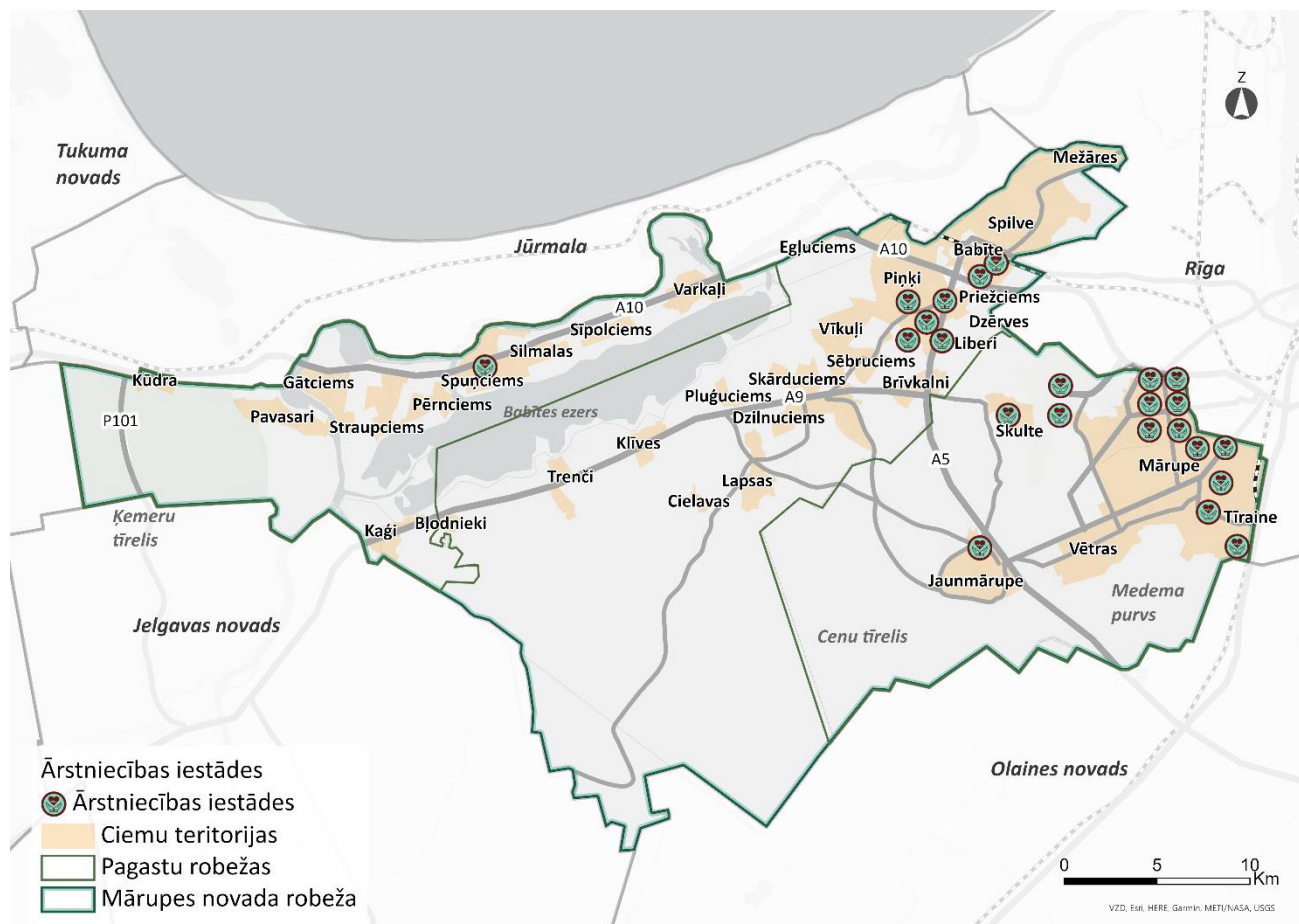 Z
Tukuma
novads
Mežāres
Spilve
Jūrmala
Egļuciems
A10
Babīte
Rīga
Piņķi
Varkaļi
Priežciems
A10
Sīpolciems
Vīkuļi
Dzērves
Silmalas
Liberi
Sēbruciems
Kūdra
Gātciems
Spuņciems
Skārduciems
Brīvkalni
Pērnciems
Pluģuciems
A9
Babītes ezers
Pavasari
P101
Straupciems
Dzilnuciems
Skulte
Klīves
A5
Mārupe
Trenči
Lapsas
Cielavas
Ķemeru
tīrelis
Kaģi
Bļodnieki
Tīraine
Vētras
Jaunmārupe
Medema
purvs
Jelgavas novads
Cenu tīrelis
Olaines novads
Ārstniecības iestādes
Ārstniecības iestādes
Ciemu teritorijas
Pagastu robežas
Mārupes novada robeža
0 5 10
Km
VZD, Esri, HERE, Garmin, METI/NASA, USGS